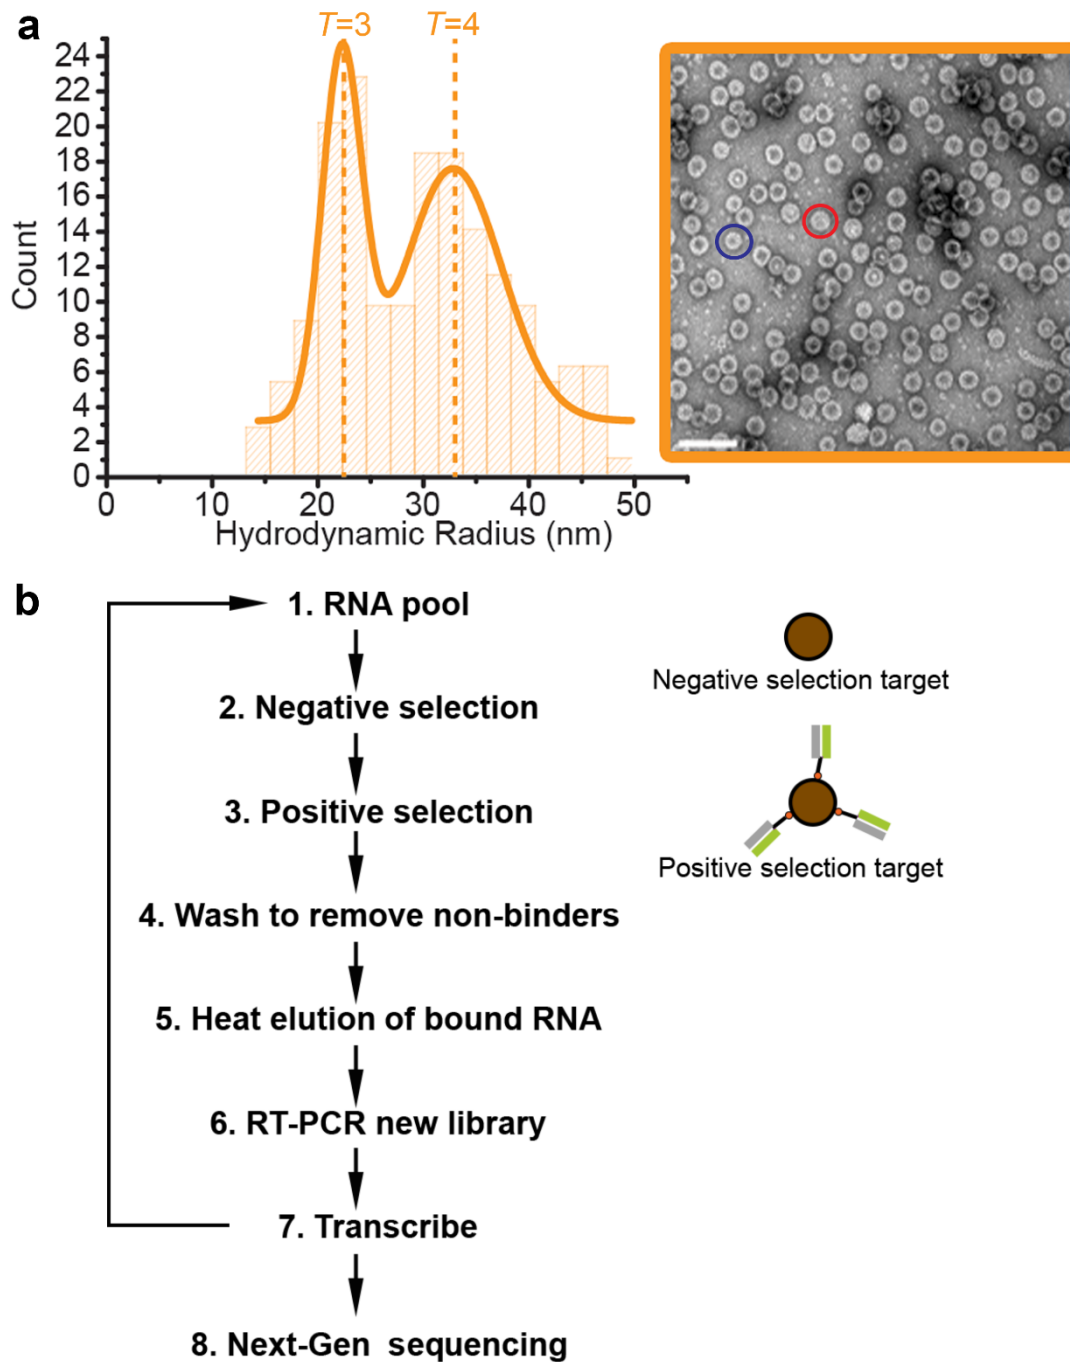 a
T=3
T=4
24
22
20
18
16
14
12
10
8
6
4
2
0
Count
0 10 20 30 40 50
Hydrodynamic Radius (nm)
b
1. RNA pool
2. Negative selection
3. Positive selection
4. Wash to remove non-binders
5. Heat elution of bound RNA
6. RT-PCR new library
7. Transcribe
8. Next-Gen sequencing
Negative selection target
Positive selection target